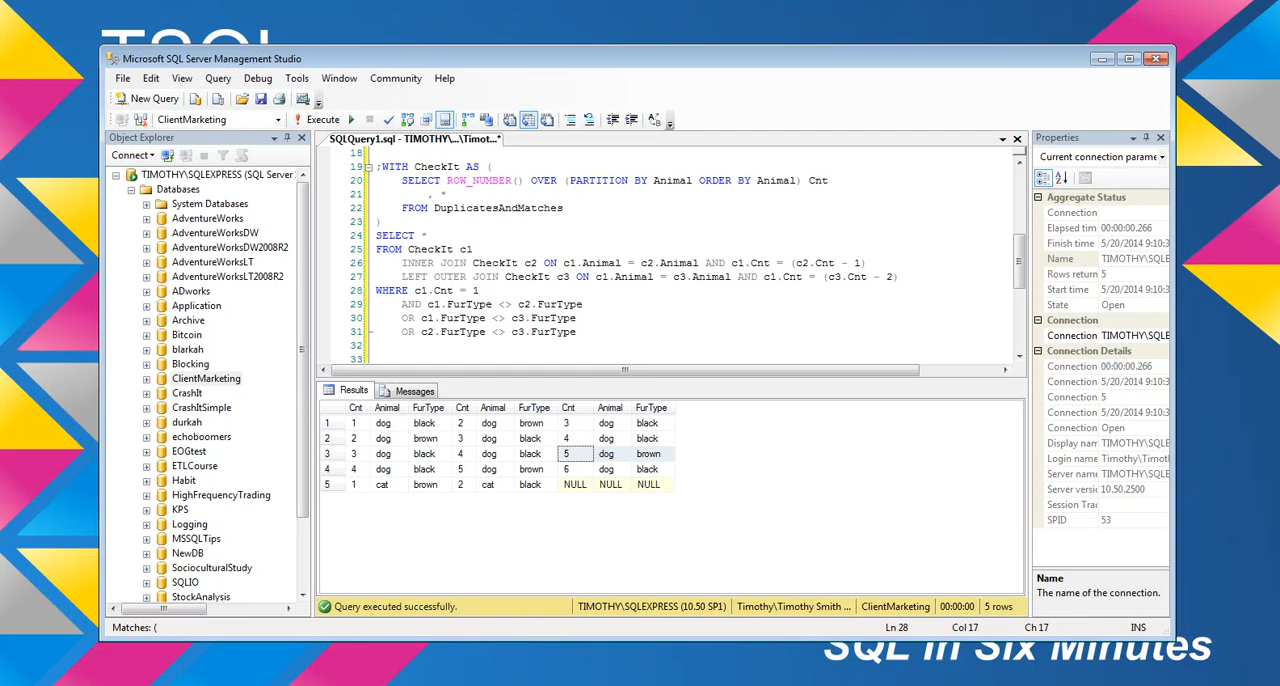 TSQL
Microsoft SQL Server Management Studio
File Edit View Query Debug Tools Window Community Help
New Query
ClientMarketing Execute
Object Explorer
Connect
TIMOTHY\SQLEXPRESS (SQL Server
Databases
System Databases
AdventureWorks
AdventureWorksDW
AdventureWorksDW2008R2
AdventureWorksLT
AdventureWorksLT2008R2
ADworks
Application
Archive
Bitcoin
blarkah
Blocking
ClientMarketing
CrashIt
CrashItSimple
durkah
echoboomers
EOGtest
ETLCourse
Habit
HighFrequencyTrading
KPS
Logging
MSSQLTips
NewDB
SocioculturalStudy
SQLIO
StockAnalysis
SQLQuery1.sql - TIMOTHY\...\Timot...*
18
19 ;WITH CheckIt AS (
20 SELECT ROW_NUMBER() OVER (PARTITION BY Animal ORDER BY Animal) Cnt
21 , *
22 FROM DuplicatesAndMatches
23 )
24 SELECT *
25 FROM CheckIt c1
26 INNER JOIN CheckIt c2 ON c1.Animal = c2.Animal AND c1.Cnt = (c2.Cnt - 1)
27 LEFT OUTER JOIN CheckIt c3 ON c1.Animal = c3.Animal AND c1.Cnt = (c3.Cnt - 2)
28 WHERE c1.Cnt = 1
29 AND c1.FurType <> c2.FurType
30 OR c1.FurType <> c3.FurType
31 OR c2.FurType <> c3.FurType
32
33
Results Messages
Cnt Animal FurType Cnt Animal FurType Cnt Animal FurType
1 1 dog black 2 dog brown 3 dog black
2 2 dog brown 3 dog black 4 dog black
3 3 dog black 4 dog black 5 dog brown
4 4 dog black 5 dog brown 6 dog black
5 1 cat brown 2 cat black NULL NULL NULL
Query executed successfully. TIMOTHY\SQLEXPRESS (10.50 SP1) Timothy\Timothy Smith ... ClientMarketing 00:00:00 5 rows
Properties
Current connection parame
Aggregate Status
Connection
Elapsed tim 00:00:00.266
Finish time 5/20/2014 9:10:3
Name TIMOTHY\SQLE
Rows return 5
Start time 5/20/2014 9:10:3
State Open
Connection
Connection TIMOTHY\SQLE
Connection Details
Connection 00:00:00.266
Connection 5/20/2014 9:10:3
Connection 5
Connection 5/20/2014 9:10:3
Connection Open
Display nam TIMOTHY\SQLE
Login name Timothy\Timoth
Server name TIMOTHY\SQLE
Server versio 10.50.2500
Session Trac
SPID 53
Name
The name of the connection.
Matches: ( Ln 28 Col 17 Ch 17 INS
SQL In Six Minutes